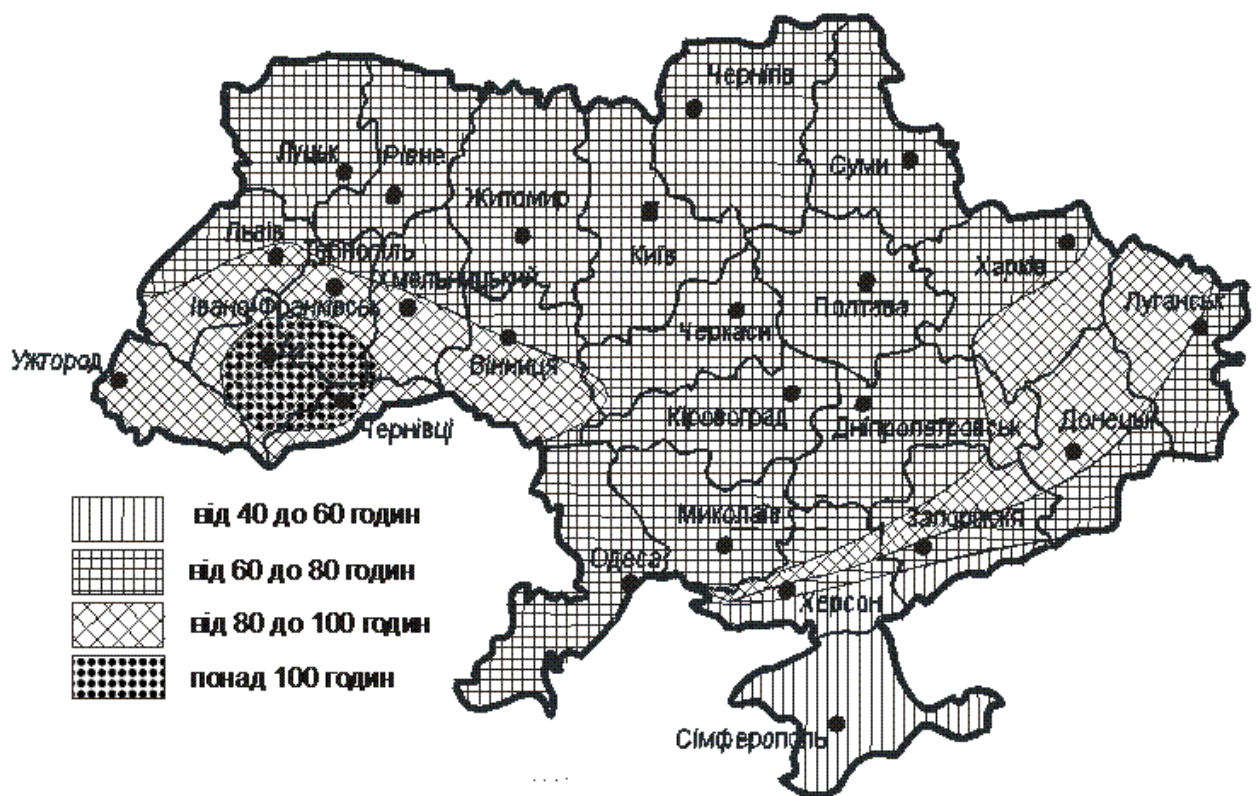 Чернігів
Суми
Луцьк
Рівне
Житомир
Київ
Львів
Тернопіль
Хмельницький
Харків
Полтава
Луганськ
Івано-Франківськ
Черкаси
Ужгород
Вінниця
Кіровоград
Дніпропетровськ
Донецьк
Чернівці
Миколаїв
Запоріжжя
Одеса
Херсон
Сімферополь
від 40 до 60 годин
від 60 до 80 годин
від 80 до 100 годин
понад 100 годин